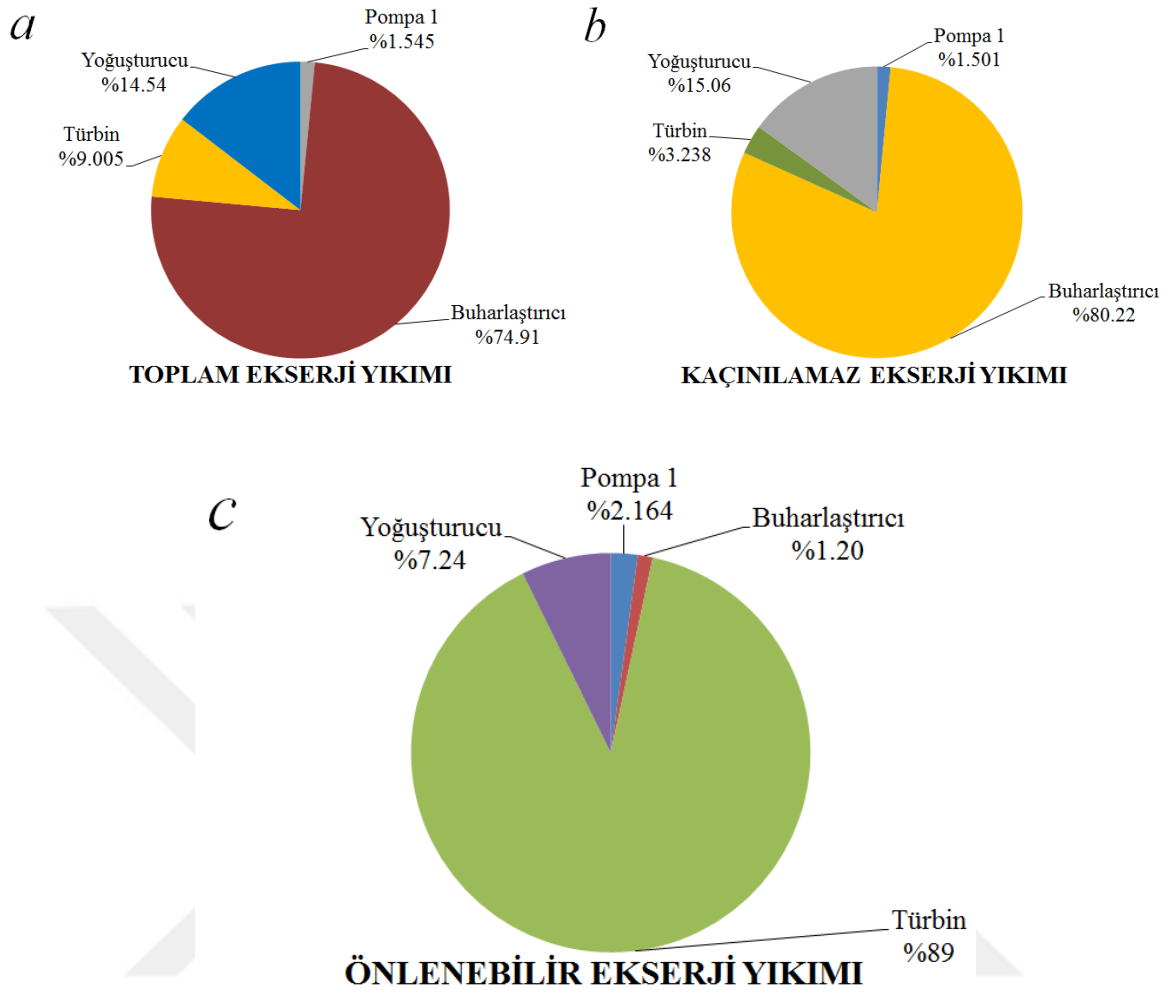 a
Pompa 1
%1.545
Yoğuşturucu
%14.54
Türbin
%9.005
Buharlaştırıcı
%74.91
TOPLAM EKSERJİ YIKIMI
b
Pompa 1
%1.501
Yoğuşturucu
%15.06
Türbin
%3.238
Buharlaştırıcı
%80.22
KAÇINILAMAZ EKSERJİ YIKIMI
c
Pompa 1
%2.164
Buharlaştırıcı
%1.20
Yoğuşturucu
%7.24
Türbin
%89
ÖNLENEBİLİR EKSERJİ YIKIMI